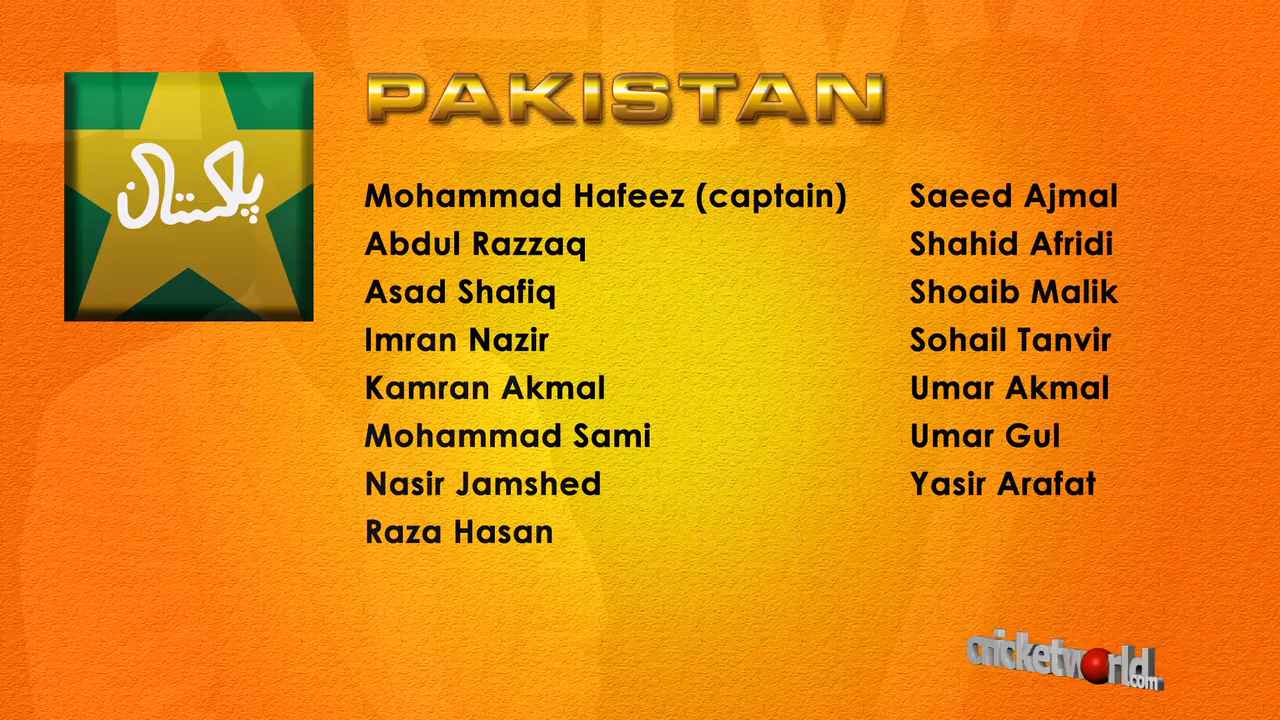 PAKISTAN
پاکستان
Mohammad Hafeez (captain)
Abdul Razzaq
Asad Shafiq
Imran Nazir
Kamran Akmal
Mohammad Sami
Nasir Jamshed
Raza Hasan
Saeed Ajmal
Shahid Afridi
Shoaib Malik
Sohail Tanvir
Umar Akmal
Umar Gul
Yasir Arafat
cricketworld.com